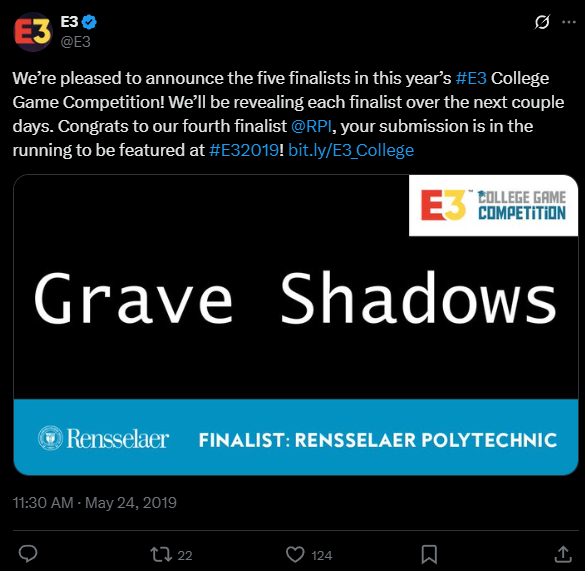 E3
E3
@E3
We’re pleased to announce the five finalists in this year’s #E3 College
Game Competition! We’ll be revealing each finalist over the next couple
days. Congrats to our fourth finalist @RPI, your submission is in the
running to be featured at #E32019! bit.ly/E3_College
E3™ COLLEGE GAME
COMPETITION
Grave Shadows
Rensselaer FINALIST: RENSSELAER POLYTECHNIC
11:30 AM · May 24, 2019
22 124